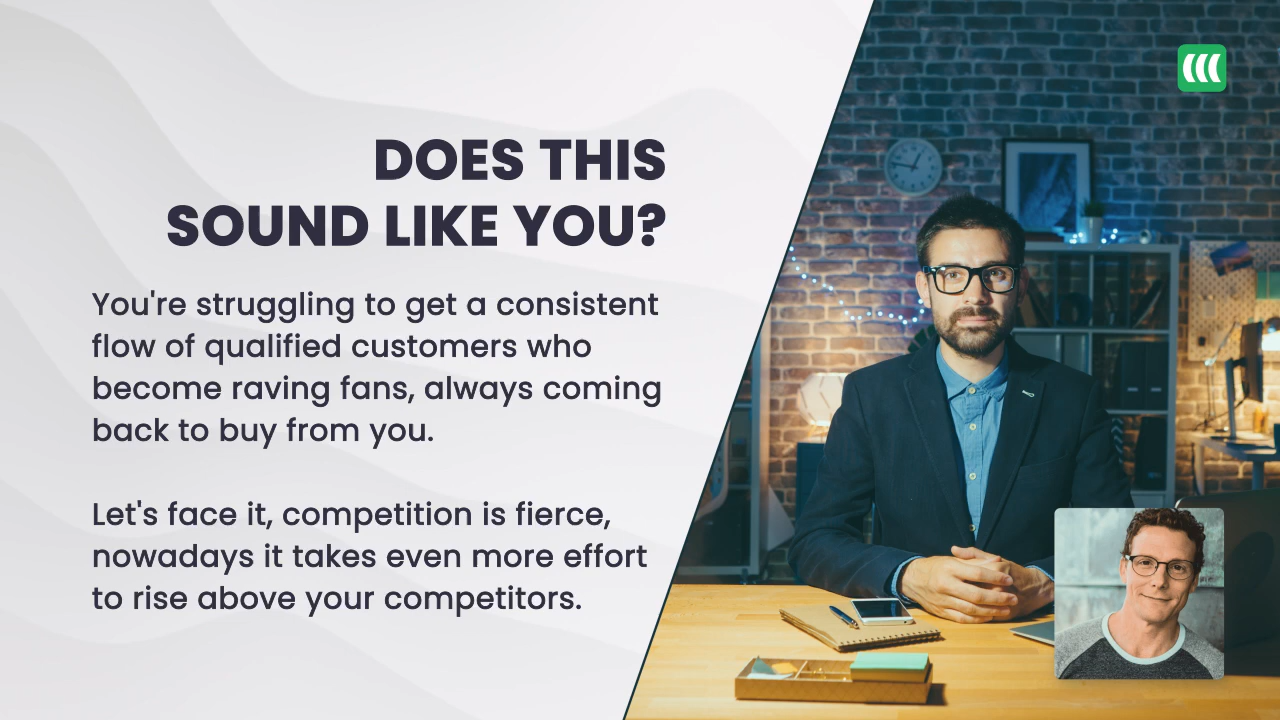 DOES THIS
SOUND LIKE YOU?
You're struggling to get a consistent
flow of qualified customers who
become raving fans, always coming
back to buy from you.
Let's face it, competition is fierce,
nowadays it takes even more effort
to rise above your competitors.